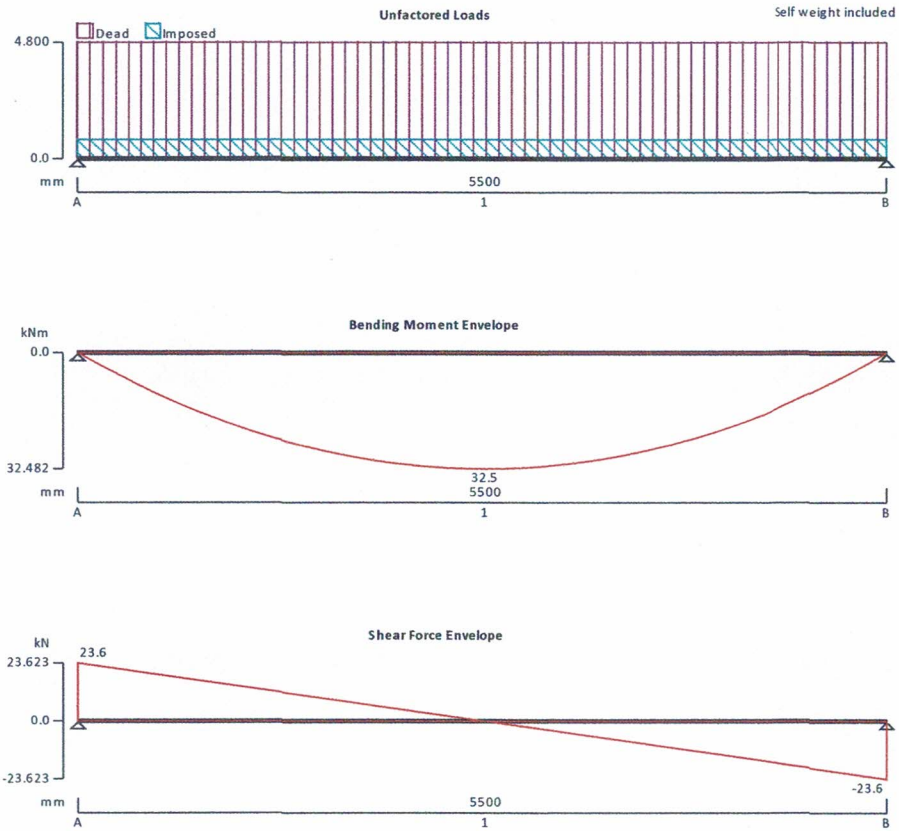 Unfactored Loads
Self weight included
Dead Imposed
4.800
0.0
mm
5500
A 1 B
Bending Moment Envelope
kNm
0.0
32.482
32.5
mm
5500
A 1 B
Shear Force Envelope
kN
23.6
23.623
0.0
-23.623
-23.6
mm
5500
A 1 B